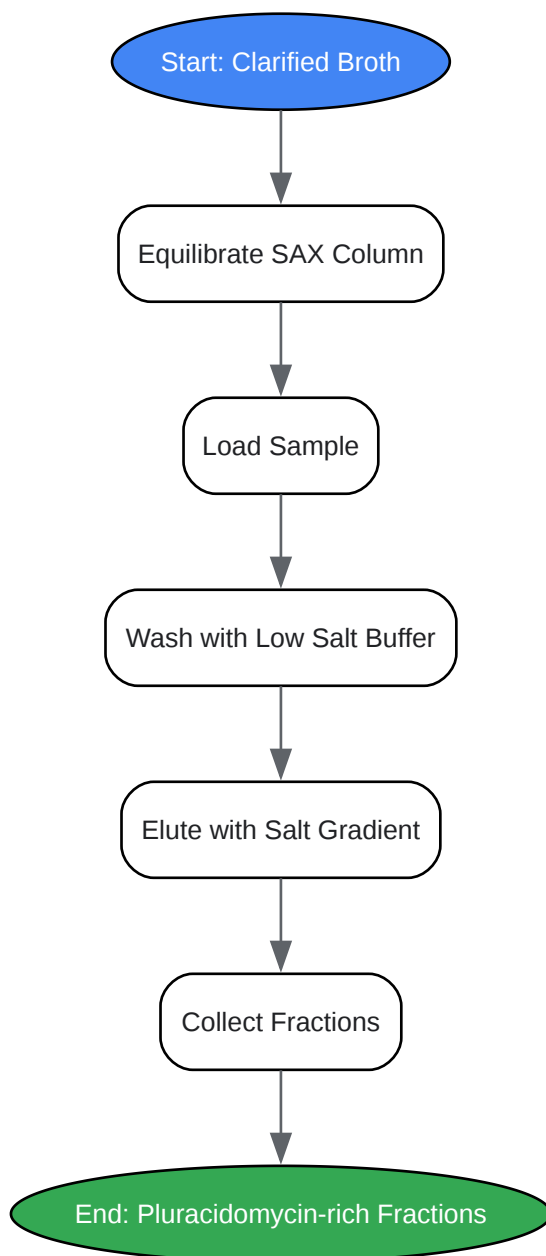 Start: Clarified Broth
Equilibrate SAX Column
Load Sample
Wash with Low Salt Buffer
Elute with Salt Gradient
Collect Fractions
End: Pluracidomycin-rich Fractions